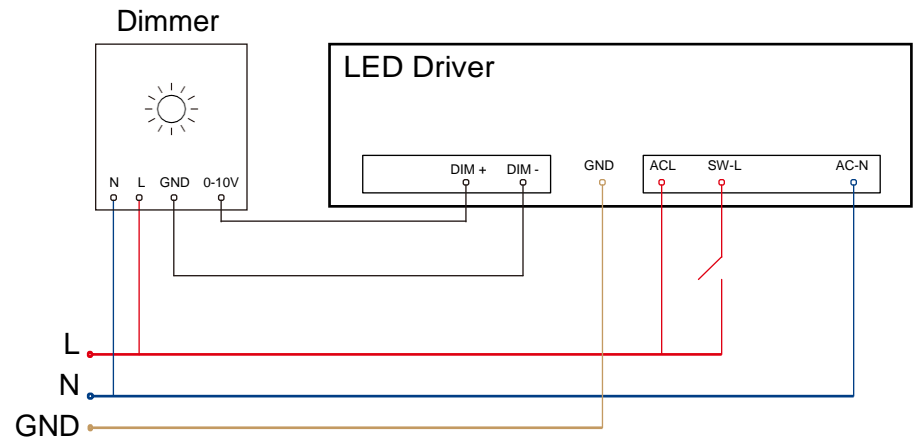 Dimmer
LED Driver
DIM + DIM - GND ACL SW-L AC-N
N L GND 0-10V
L
N
GND